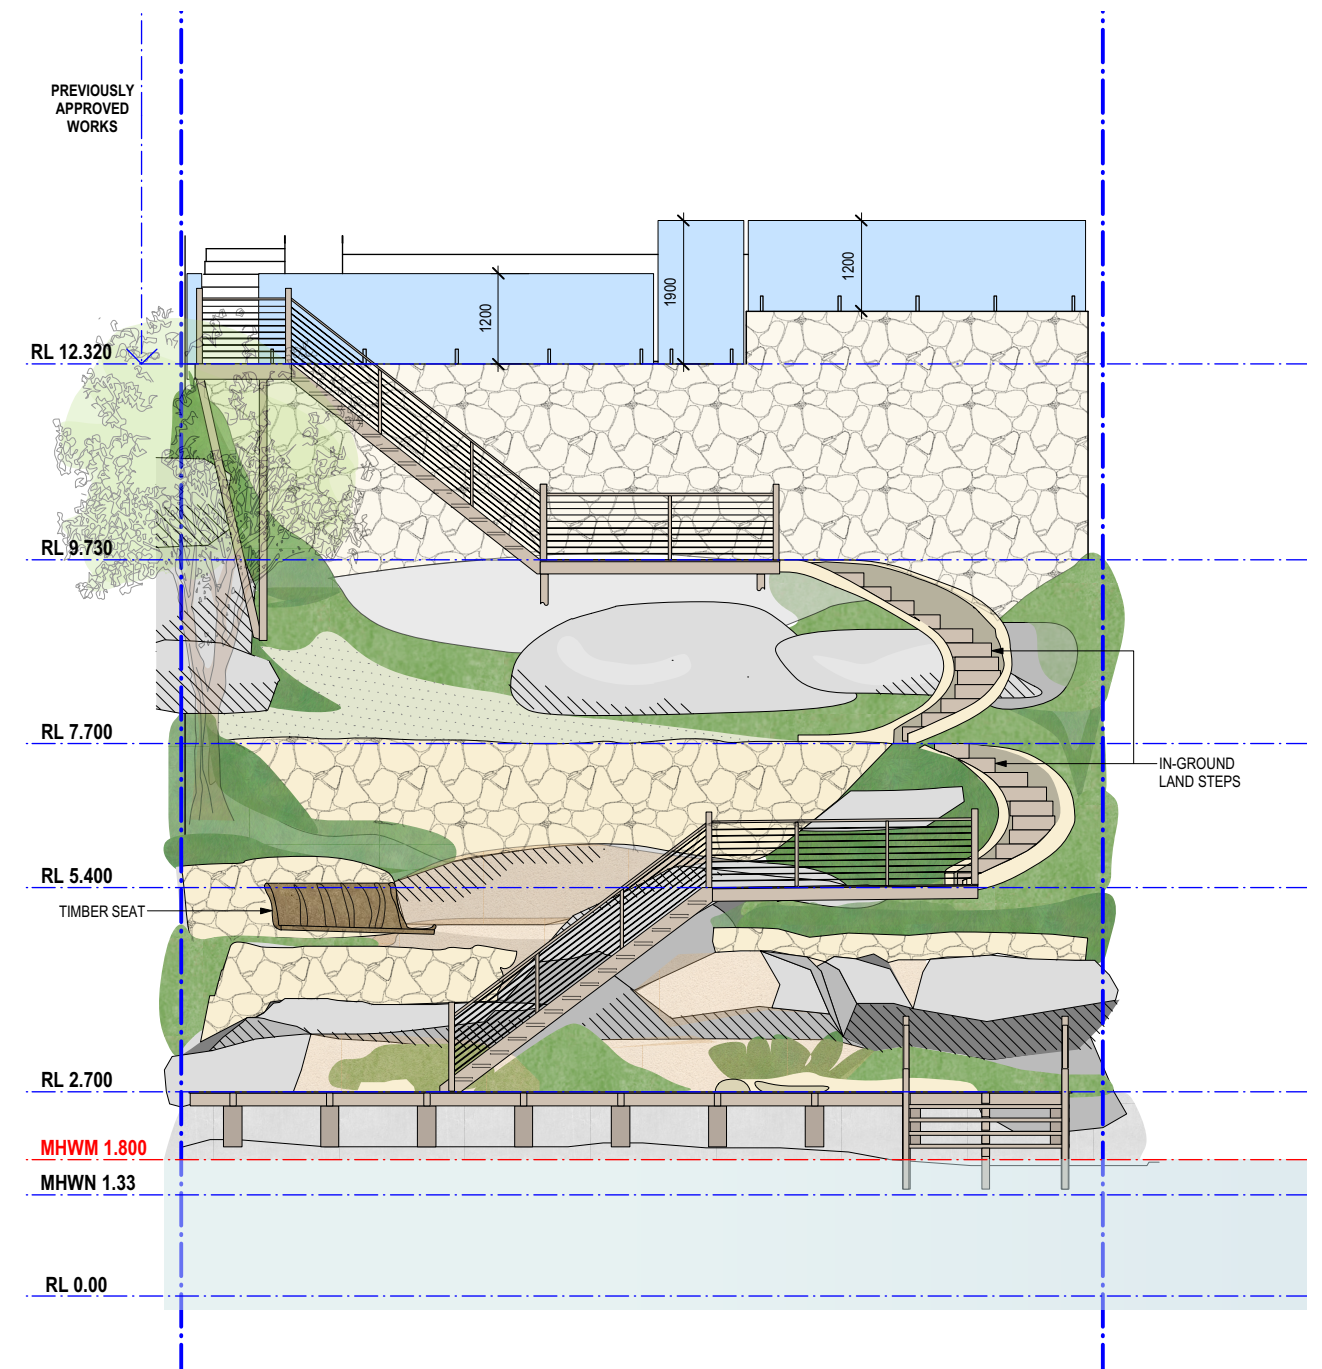 PREVIOUSLY
APPROVED
WORKS
1200
1900
1200
RL 12.320
RL 9.730
RL 7.700
IN-GROUND
LAND STEPS
RL 5.400
TIMBER SEAT
RL 2.700
MHWM 1.800
MHWN 1.33
RL 0.00